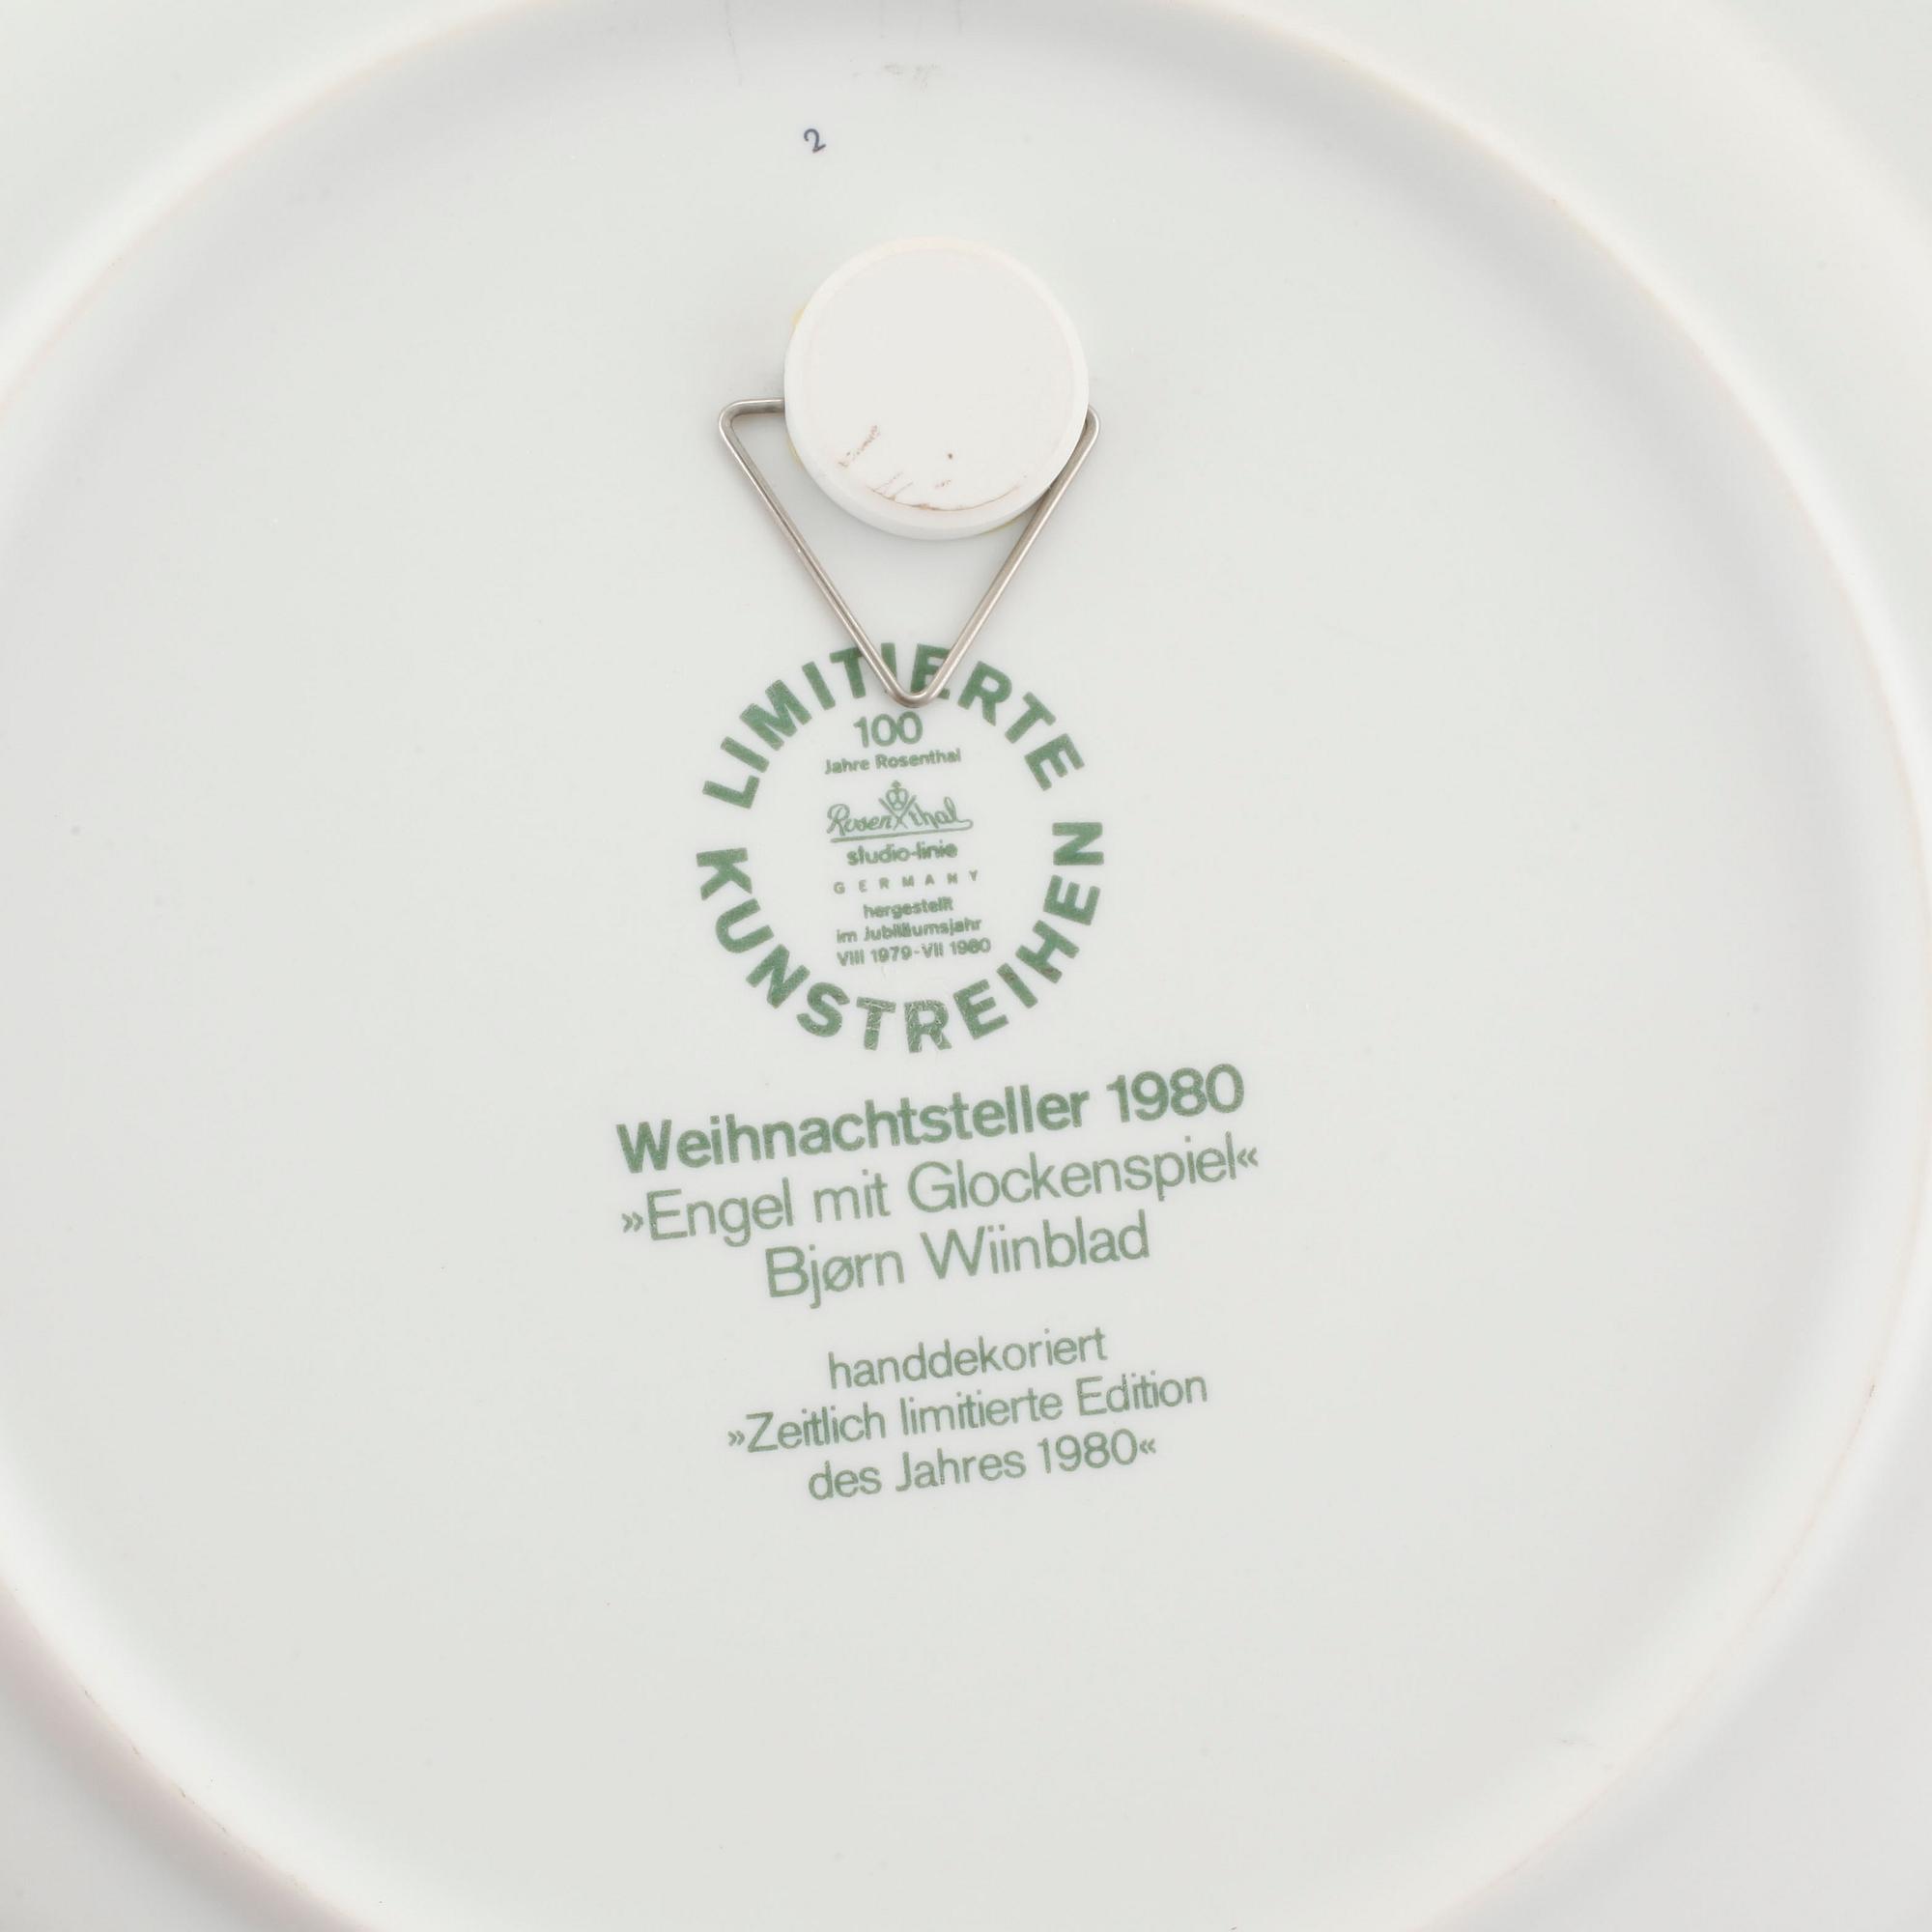 2
LIMITIERTE
100
Jahre Rosenthal
Rosenthal
studio-linie
GERMANY
hergestellt
im Jubiläumsjahr
VIII 1979-VII 1980
KUNSTREIHEN
Weihnachtsteller 1980
»Engel mit Glockenspiel«
Bjørn Wiinblad
handdekoriert
»Zeitlich limitierte Edition
des Jahres 1980«